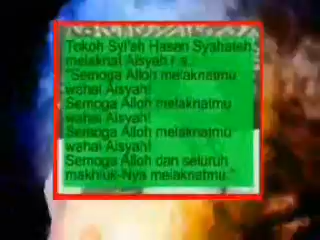 Tokoh Syi'ah Hasan Syahateh
melaknat Aisyah r.a.
"Semoga Alloh melaknatmu
wahai Aisyah!
Semoga Alloh melaknatmu
wahai Aisyah!
Semoga Alloh melaknatmu
wahai Aisyah!
Semoga Alloh dan seluruh
makhluk-Nya melaknatmu."